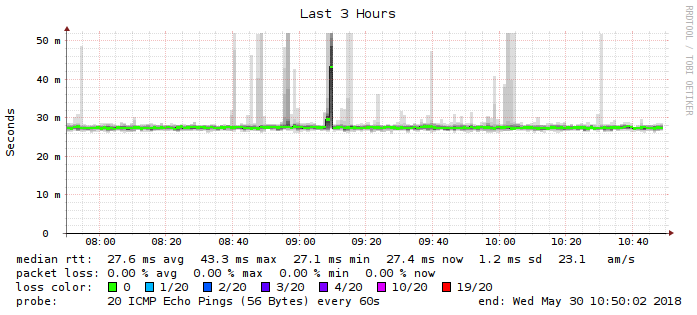 Last 3 Hours
RRDTOOL / TOBI OETIKER
Seconds
50 m
40 m
30 m
20 m
10 m
0
08:00 08:20 08:40 09:00 09:20 09:40 10:00 10:20 10:40
median rtt: 27.6 ms avg 43.3 ms max 27.1 ms min 27.4 ms now 1.2 ms sd 23.1 am/s
packet loss: 0.00 % avg 0.00 % max 0.00 % min 0.00 % now
loss color: 0 1/20 2/20 3/20 4/20 10/20 19/20
probe: 20 ICMP Echo Pings (56 Bytes) every 60s end: Wed May 30 10:50:02 2018